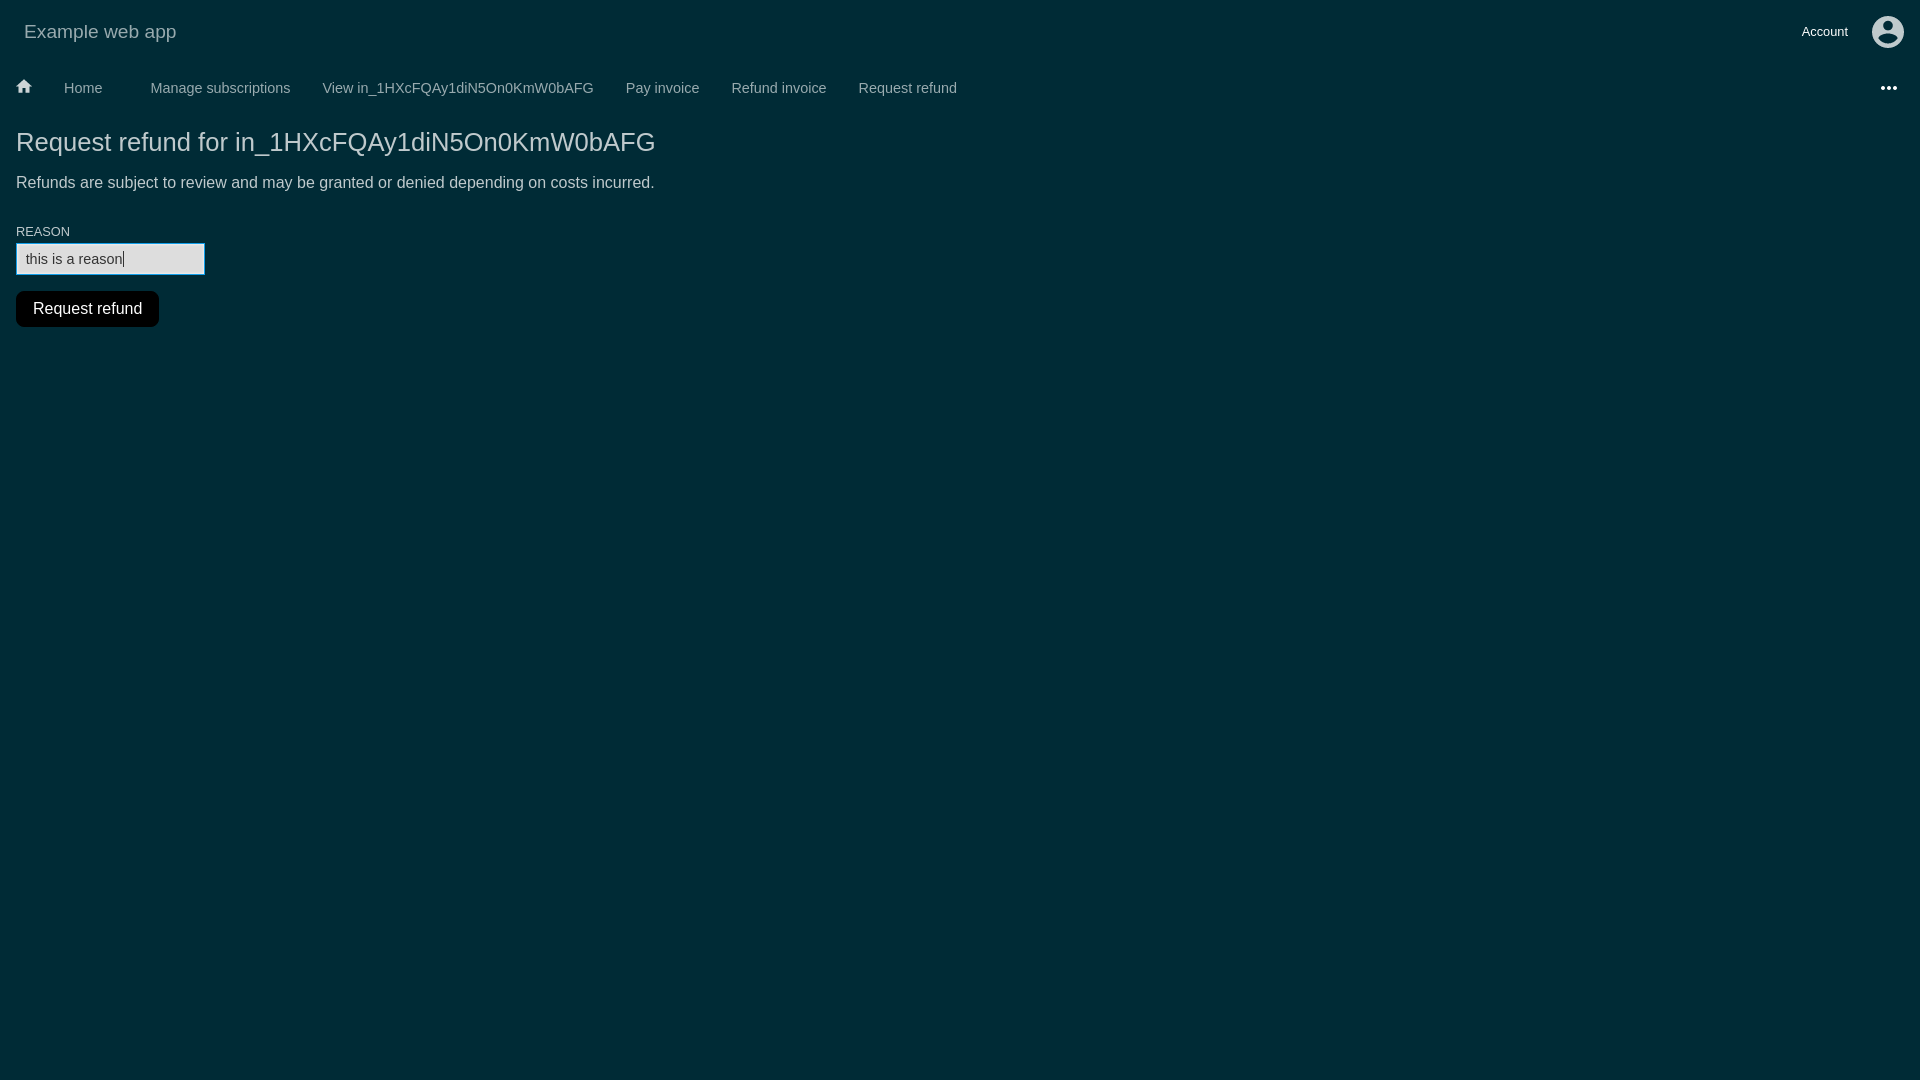 Example web app
Account
Home
Manage subscriptions
View in_1HXcFQAy1diN5On0KmW0bAFG
Pay invoice
Refund invoice
Request refund
Request refund for in_1HXcFQAy1diN5On0KmW0bAFG
Refunds are subject to review and may be granted or denied depending on costs incurred.
REASON
this is a reason
Request refund